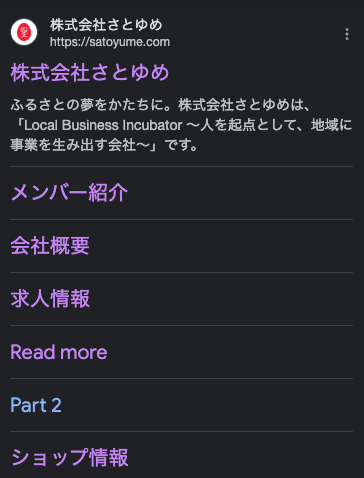 株式会社さとゆめ
https://satoyume.com
株式会社さとゆめ
ふるさとの夢をかたちに。株式会社さとゆめは、
「Local Business Incubator 〜人を起点として、地域に
事業を生み出す会社〜」です。
メンバー紹介
会社概要
求人情報
Read more
Part 2
ショップ情報